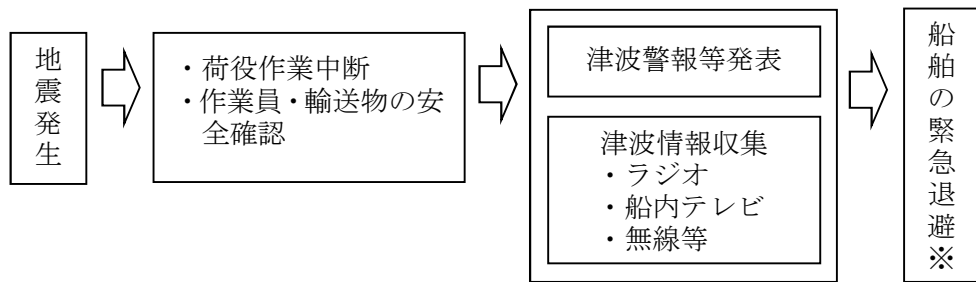 地震発生
・荷役作業中断
・作業員・輸送物の安
全確認
津波警報等発表
津波情報収集
・ラジオ
・船内テレビ
・無線等
船舶の緊急退避※